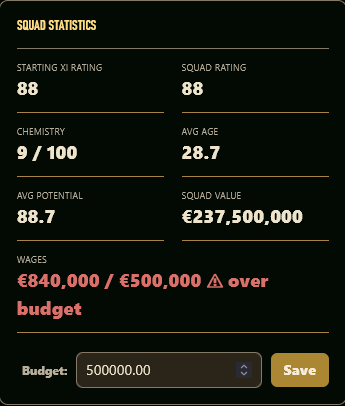 SQUAD STATISTICS
STARTING XI RATING
88
SQUAD RATING
88
CHEMISTRY
9 / 100
AVG AGE
28.7
AVG POTENTIAL
88.7
SQUAD VALUE
€237,500,000
WAGES
€840,000 / €500,000 ⚠ over
budget
Budget: 500000.00 Save